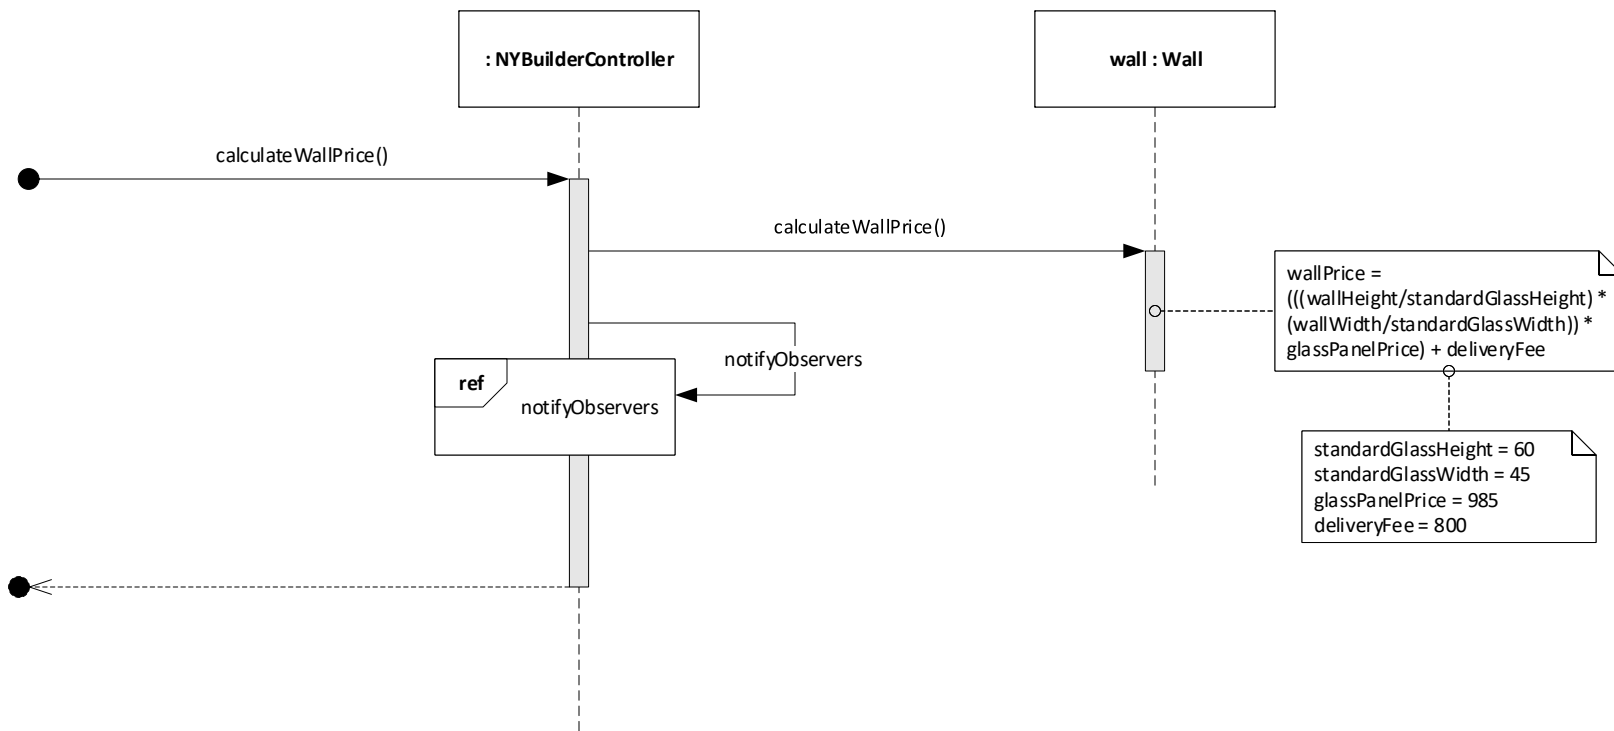 : NYBuilderController
wall : Wall
calculateWallPrice()
calculateWallPrice()
wallPrice =
(((wallHeight/standardGlassHeight) *
(wallWidth/standardGlassWidth)) *
glassPanelPrice) + deliveryFee
notifyObservers
ref
notifyObservers
standardGlassHeight = 60
standardGlassWidth = 45
glassPanelPrice = 985
deliveryFee = 800